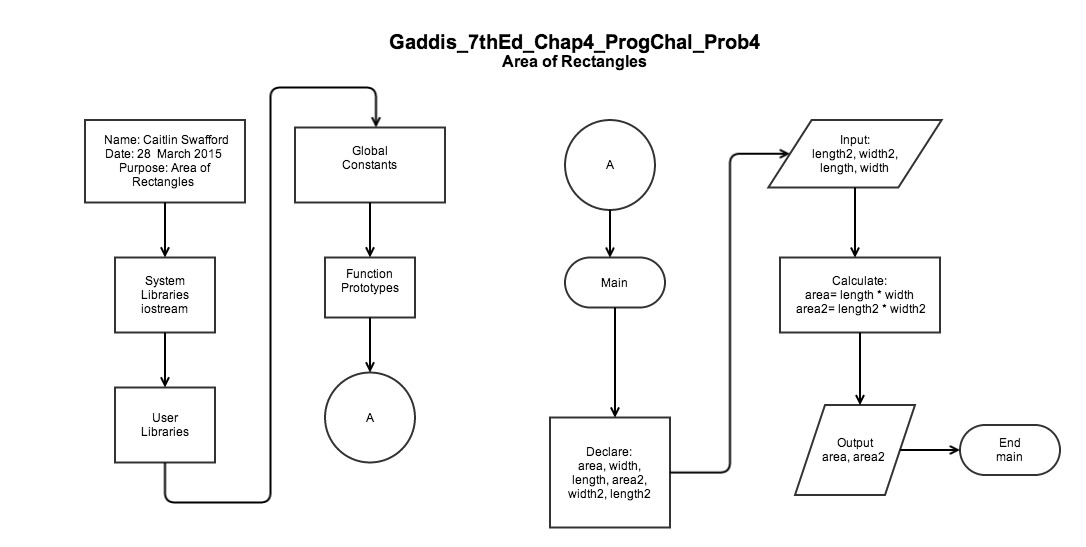 Gaddis_7thEd_Chap4_ProgChal_Prob4
Area of Rectangles
Name: Caitlin Swafford
Date: 28  March 2015
Purpose: Area of
Rectangles
System
Libraries
iostream
User
Libraries
Global
Constants
Function
Prototypes
A
A
Main
Declare:
area, width,
length, area2,
width2, length2
Input:
length2, width2,
length, width
Calculate:
area= length * width
area2= length2 * width2
Output
area, area2
End
main